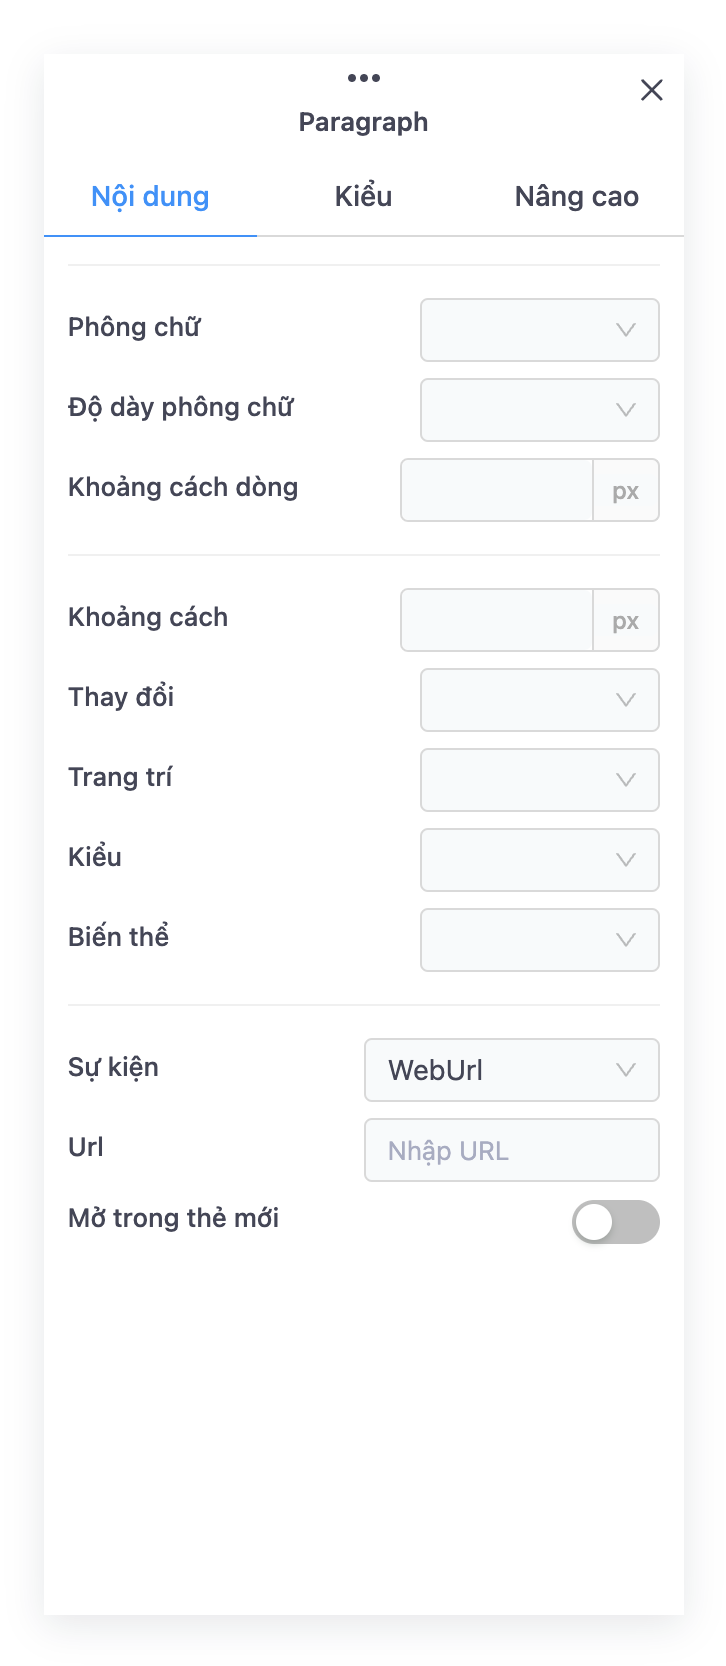 Paragraph
Nội dung Kiểu Nâng cao
Phông chữ
Độ dày phông chữ
Khoảng cách dòng px
Khoảng cách px
Thay đổi
Trang trí
Kiểu
Biến thể
Sự kiện WebUrl
Url Nhập URL
Mở trong thẻ mới